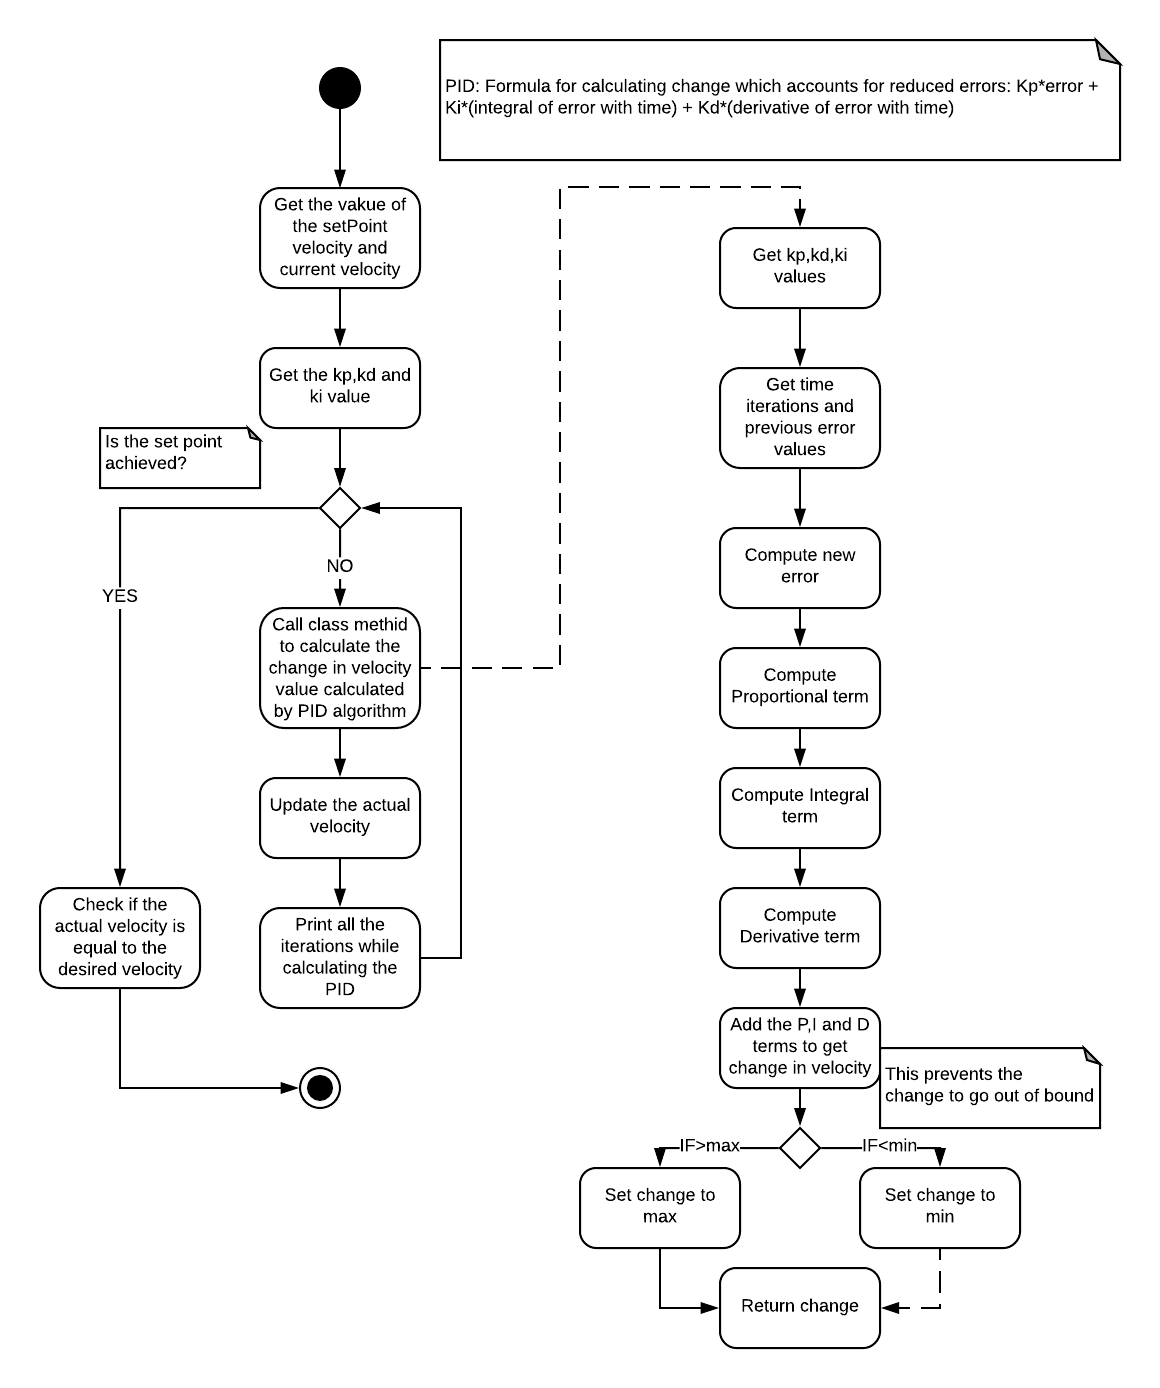 PID: Formula for calculating change which accounts for reduced errors: Kp*error +
Ki*(integral of error with time) + Kd*(derivative of error with time)
Get the vakue of
the setPoint
velocity and
current velocity
Get the kp,kd and
ki value
Is the set point
achieved?
NO
YES
Call class methid
to calculate the
change in velocity
value calculated
by PID algorithm
Update the actual
velocity
Check if the
actual velocity is
equal to the
desired velocity
Print all the
iterations while
calculating the
PID
Get kp,kd,ki
values
Get time
iterations and
previous error
values
Compute new
error
Compute
Proportional term
Compute Integral
term
Compute
Derivative term
Add the P,I and D
terms to get
change in velocity
This prevents the
change to go out of bound
IF>max
IF<min
Set change to
max
Set change to
min
Return change